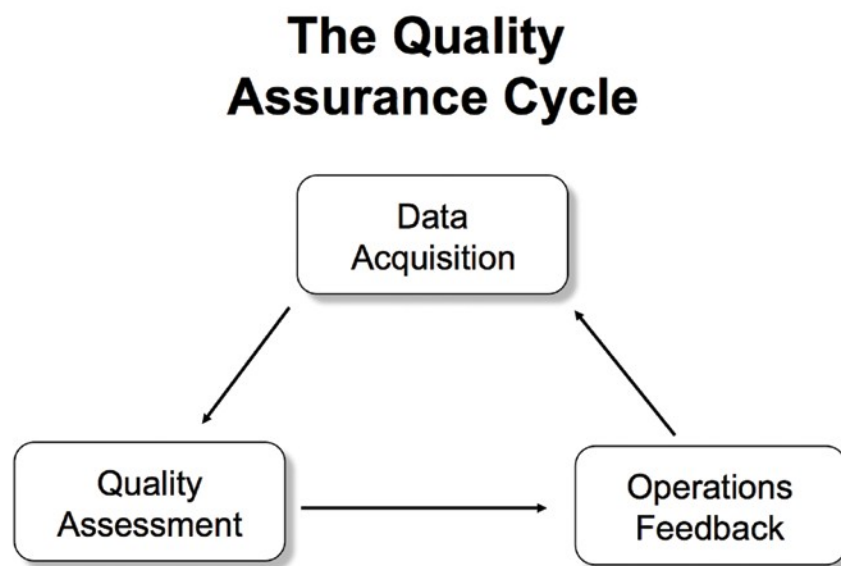 The Quality
Assurance Cycle
Data
Acquisition
Quality
Assessment
Operations
Feedback